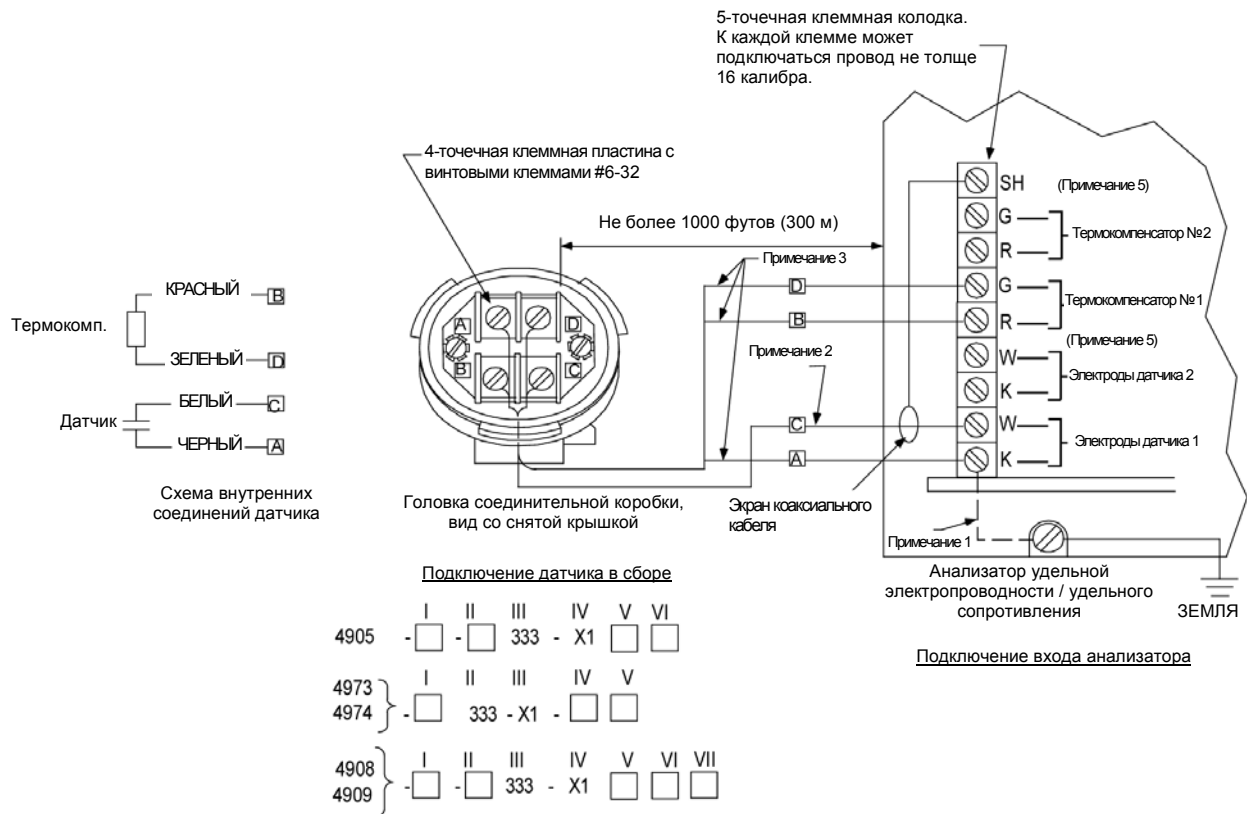 5-точечная клеммная колодка.
К каждой клемме может
подключаться провод не толще
16 калибра.
4-точечная клеммная пластина с
винтовыми клеммами #6-32
Не более 1000 футов (300 м)
SH (Примечание 5)
G
R
Термокомпенсатор №2
G
R
Термокомпенсатор №1
(Примечание 5)
W
K
Электроды датчика 2
W
K
Электроды датчика 1
Примечание 3
D
B
Примечание 2
C
A
A
D
B
C
КРАСНЫЙ B
Термокомп.
ЗЕЛЕНЫЙ D
БЕЛЫЙ C
Датчик
ЧЕРНЫЙ A
Схема внутренних
соединений датчика
Головка соединительной коробки,
вид со снятой крышкой
Экран коаксиального
кабеля
Примечание 1
Анализатор удельной
электропроводности / удельного
сопротивления
ЗЕМЛЯ
Подключение датчика в сборе
Подключение входа анализатора
I II III IV V VI
4905 - - 333 - X1
I II III IV V
4973
4974 - 333 - X1 -
I II III IV V VI VII
4908
4909 - - 333 - X1